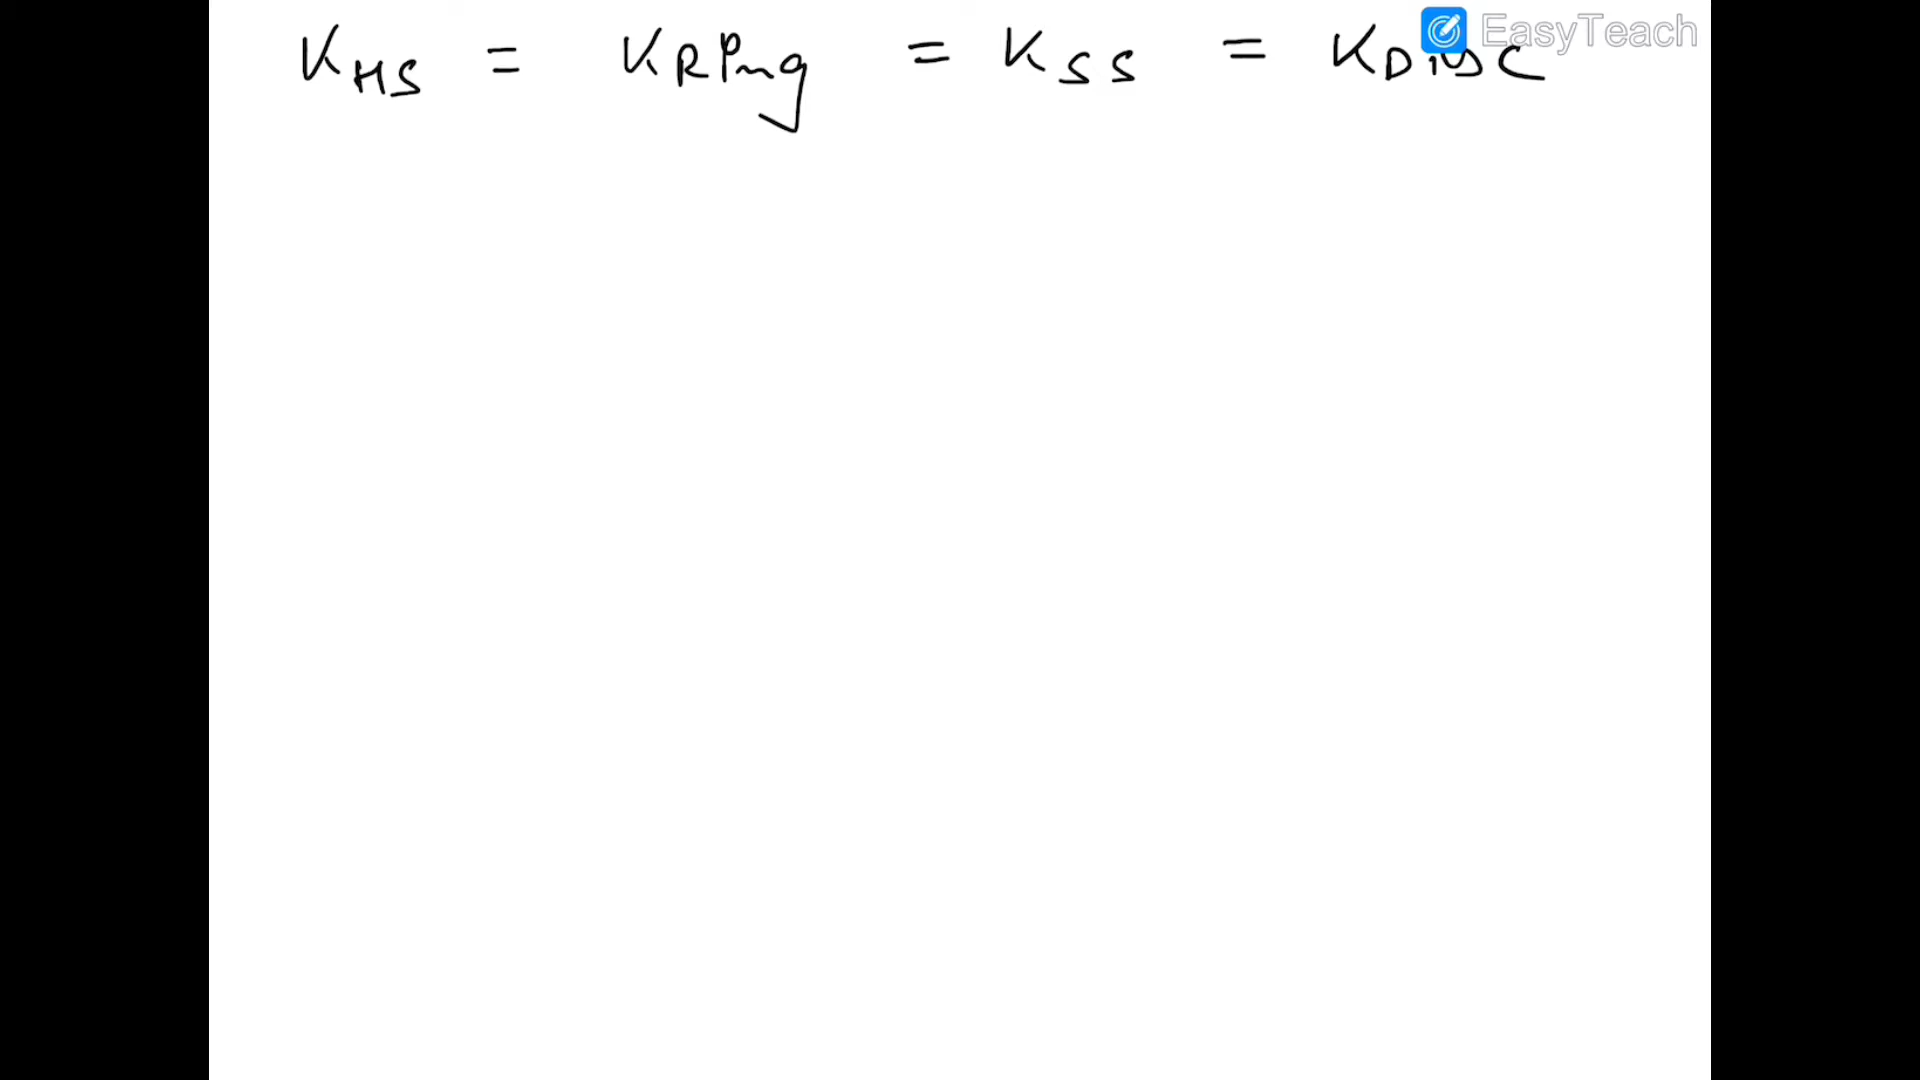 K_HS = K_RPmg = K_SS = K_DISC
EasyTeach